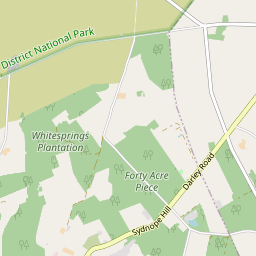 District National Park
Whitesprings
Plantation
Forty Acre
Piece
Darley Road
Sydnope Hill